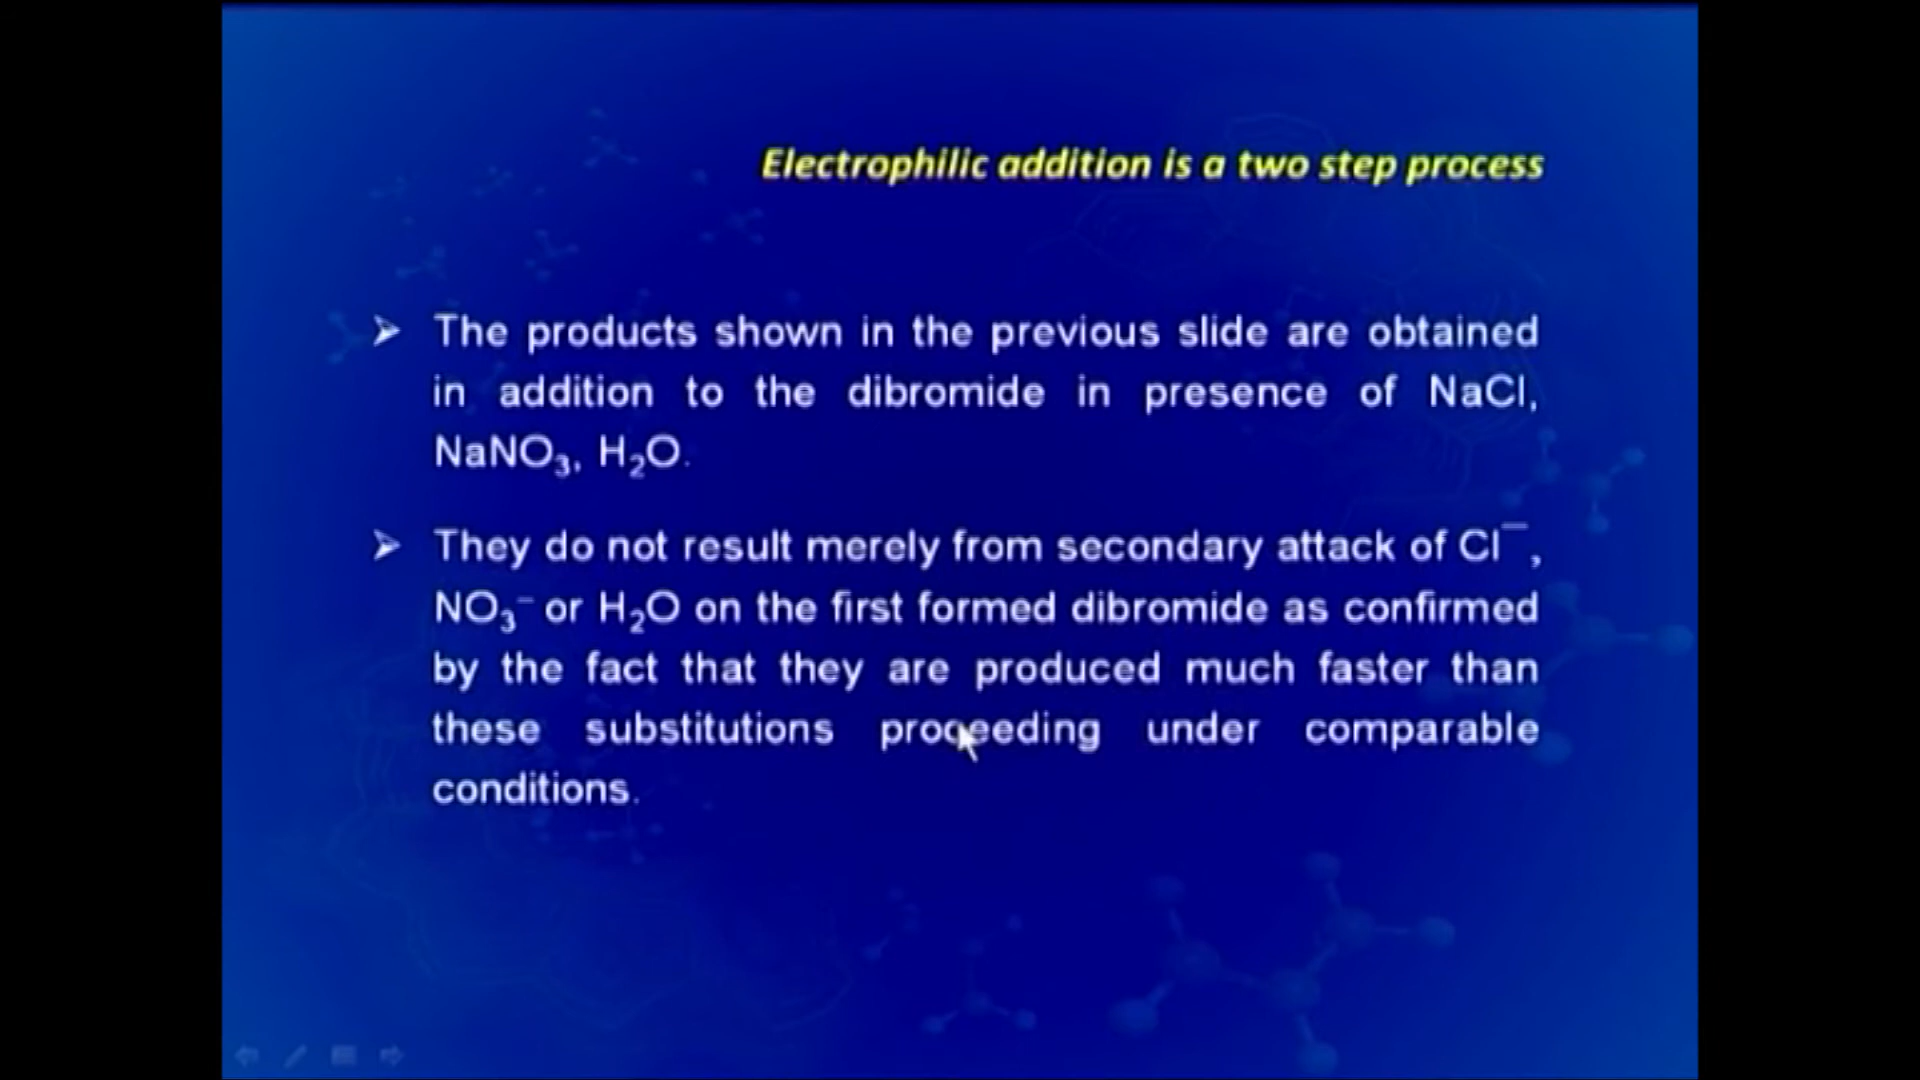 Electrophilic addition is a two step process
➢ The products shown in the previous slide are obtained
in addition to the dibromide in presence of NaCl,
NaNO₃, H₂O.
➢ They do not result merely from secondary attack of Cl⁻,
NO₃⁻ or H₂O on the first formed dibromide as confirmed
by the fact that they are produced much faster than
these substitutions proceeding under comparable
conditions.